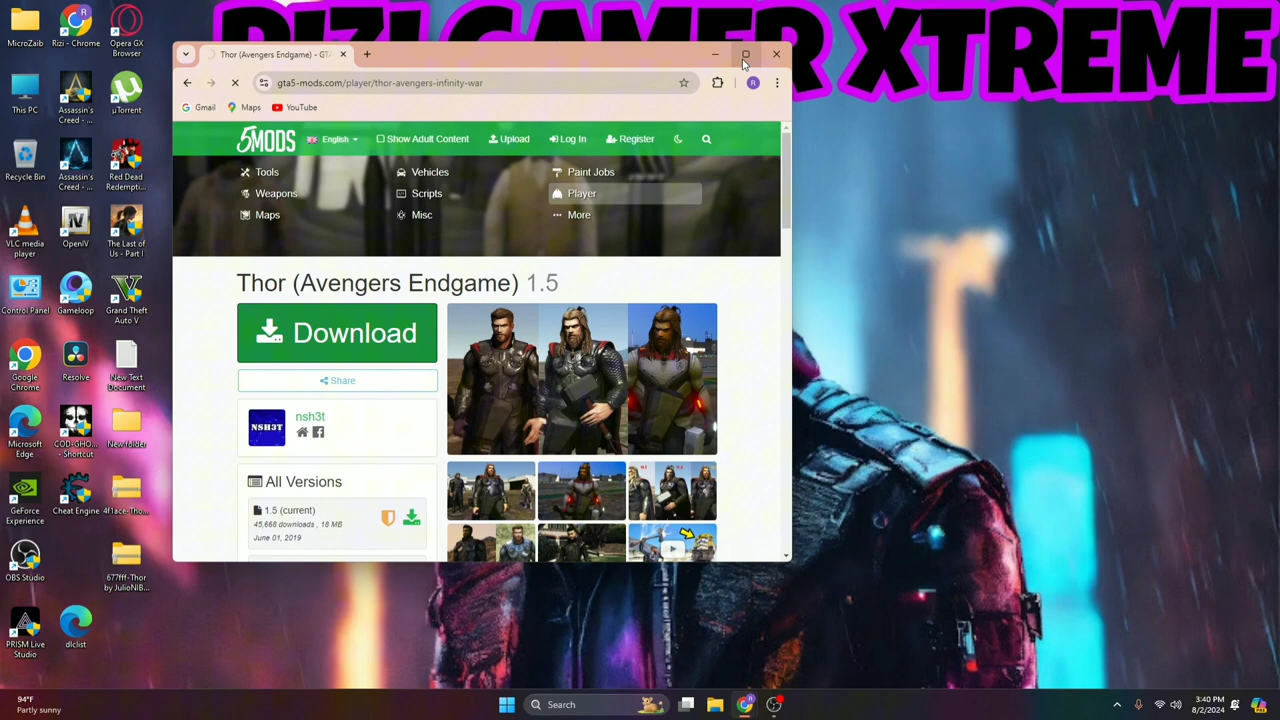 RIZI GAMER XTREME
MicroZaib
Rizi - Chrome
Opera GX
Browser
This PC
Assassin's
Creed - ...
µTorrent
Recycle Bin
Assassin's
Creed - ...
Red Dead
Redempti...
VLC media
player
OpenIV
The Last of
Us - Part I
Control Panel
Gameloop
Grand Theft
Auto V
Google
Chrome
Resolve
New Text
Document
Microsoft
Edge
COD-GHO...
- Shortcut
New folder
GeForce
Experience
Cheat Engine
4f1ace-Tho...
OBS Studio
677fff-Thor
by JulioNIB...
PRISM Live
Studio
dlclist
Thor (Avengers Endgame) - GTA
gta5-mods.com/player/thor-avengers-infinity-war
R
Gmail
Maps
YouTube
5MODS
English
Show Adult Content
Upload
Log In
Register
Tools
Vehicles
Paint Jobs
Weapons
Scripts
Player
Maps
Misc
More
Thor (Avengers Endgame) 1.5
Download
Share
NSH3T
nsh3t
All Versions
1.5 (current)
45,668 downloads , 18 MB
June 01, 2019
94°F
Partly sunny
Search
3:40 PM
8/2/2024